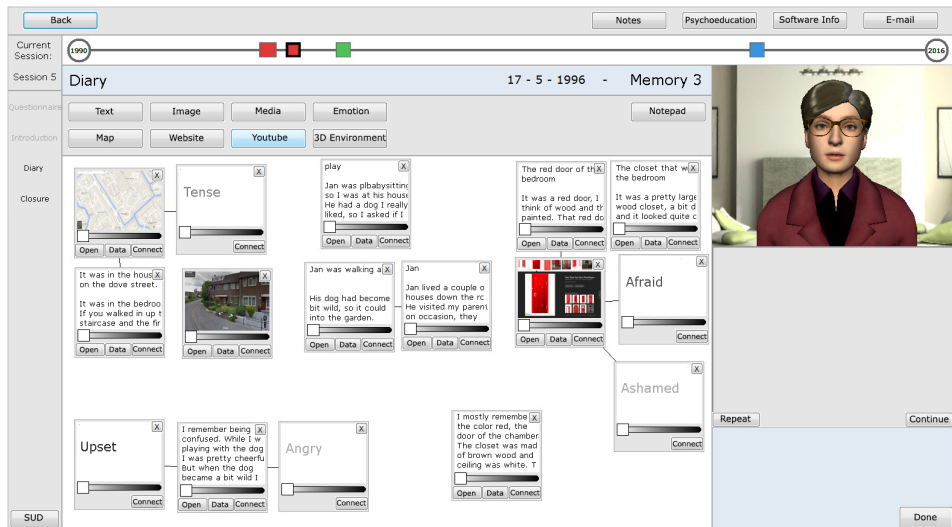 Back
Notes
Psychoeducation
Software Info
E-mail
Current
Session:
1990
2016
Session 5
Diary
17 - 5 - 1996 - Memory 3
Questionnaire
Introduction
Diary
Closure
Text
Image
Media
Emotion
Notepad
Map
Website
Youtube
3D Environment
X
Open
Data
Connect
X
Tense
Connect
play
X
Jan was plbabysitting
so I was at his house
He had a dog I really
liked, so I asked if I
Open
Data
Connect
The red door of th
X
bedroom
It was a red door, I
think of wood and th
painted. That red do
Open
Data
Connect
The closet that w
X
the bedroom
It was a pretty large
wood closet, a bit d
and it looked quite c
Open
Data
Connect
It was in the hous
X
on the dove street.
It was in the bedroo
If you walked in up t
staircase and the fir
Open
Data
Connect
X
Open
Data
Connect
Jan was walking a
X
His dog had become
bit wild, so it could
into the garden.
Open
Data
Connect
Jan
X
Jan lived a couple o
houses down the rc
He visited my parent
on occasion, they
Open
Data
Connect
X
Open
Data
Connect
X
Afraid
Connect
X
Ashamed
Connect
X
Upset
Connect
I remember being
X
confused. While I w
playing with the dog
I was pretty cheerfu
But when the dog
became a bit wild I
Open
Data
Connect
X
Angry
Connect
I mostly remembe
X
the color red, the
door of the chamber
The closet was mad
of brown wood and
ceiling was white. T
Open
Data
Connect
Repeat
Continue
SUD
Done